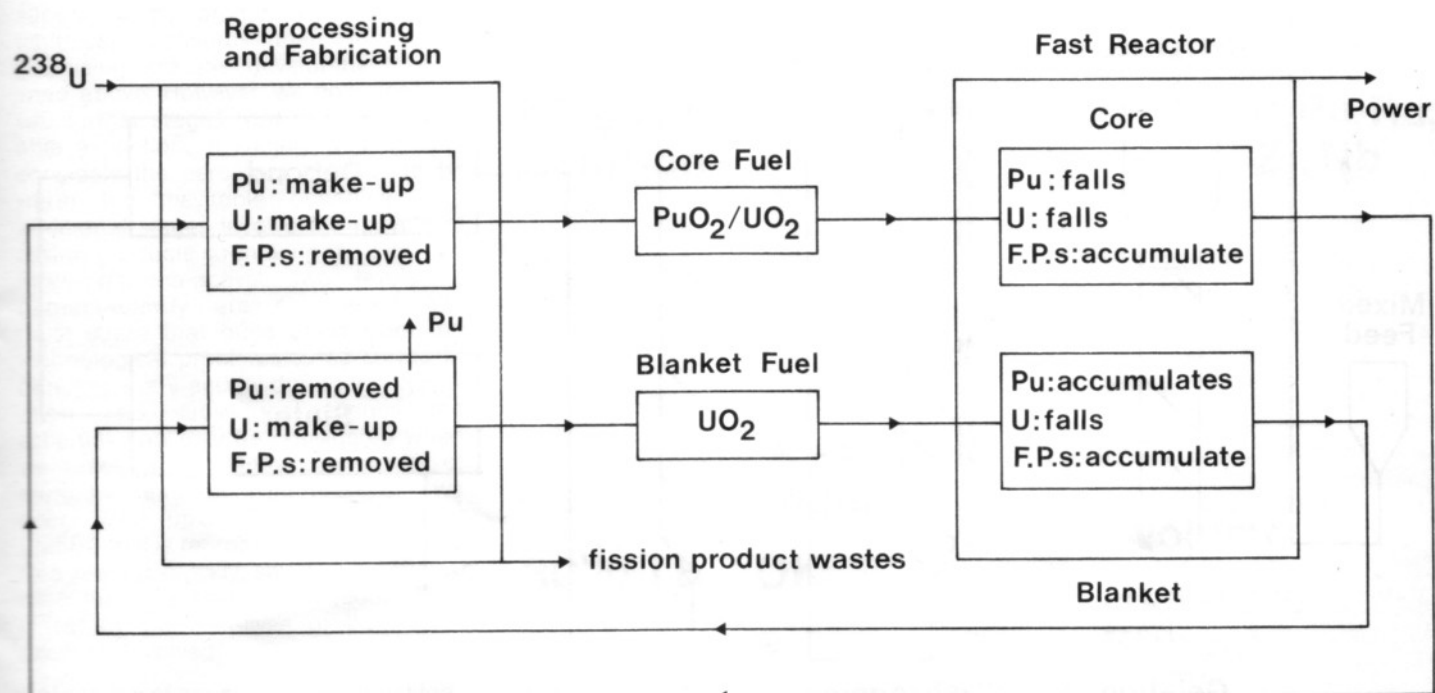 Reprocessing
and Fabrication
Fast Reactor
238U
Power
Core
Core Fuel
Pu: make-up
U: make-up
F.P.s: removed
PuO2/UO2
Pu: falls
U: falls
F.P.s: accumulate
Pu
Blanket Fuel
Pu: removed
U: make-up
F.P.s: removed
UO2
Pu: accumulates
U: falls
F.P.s: accumulate
fission product wastes
Blanket